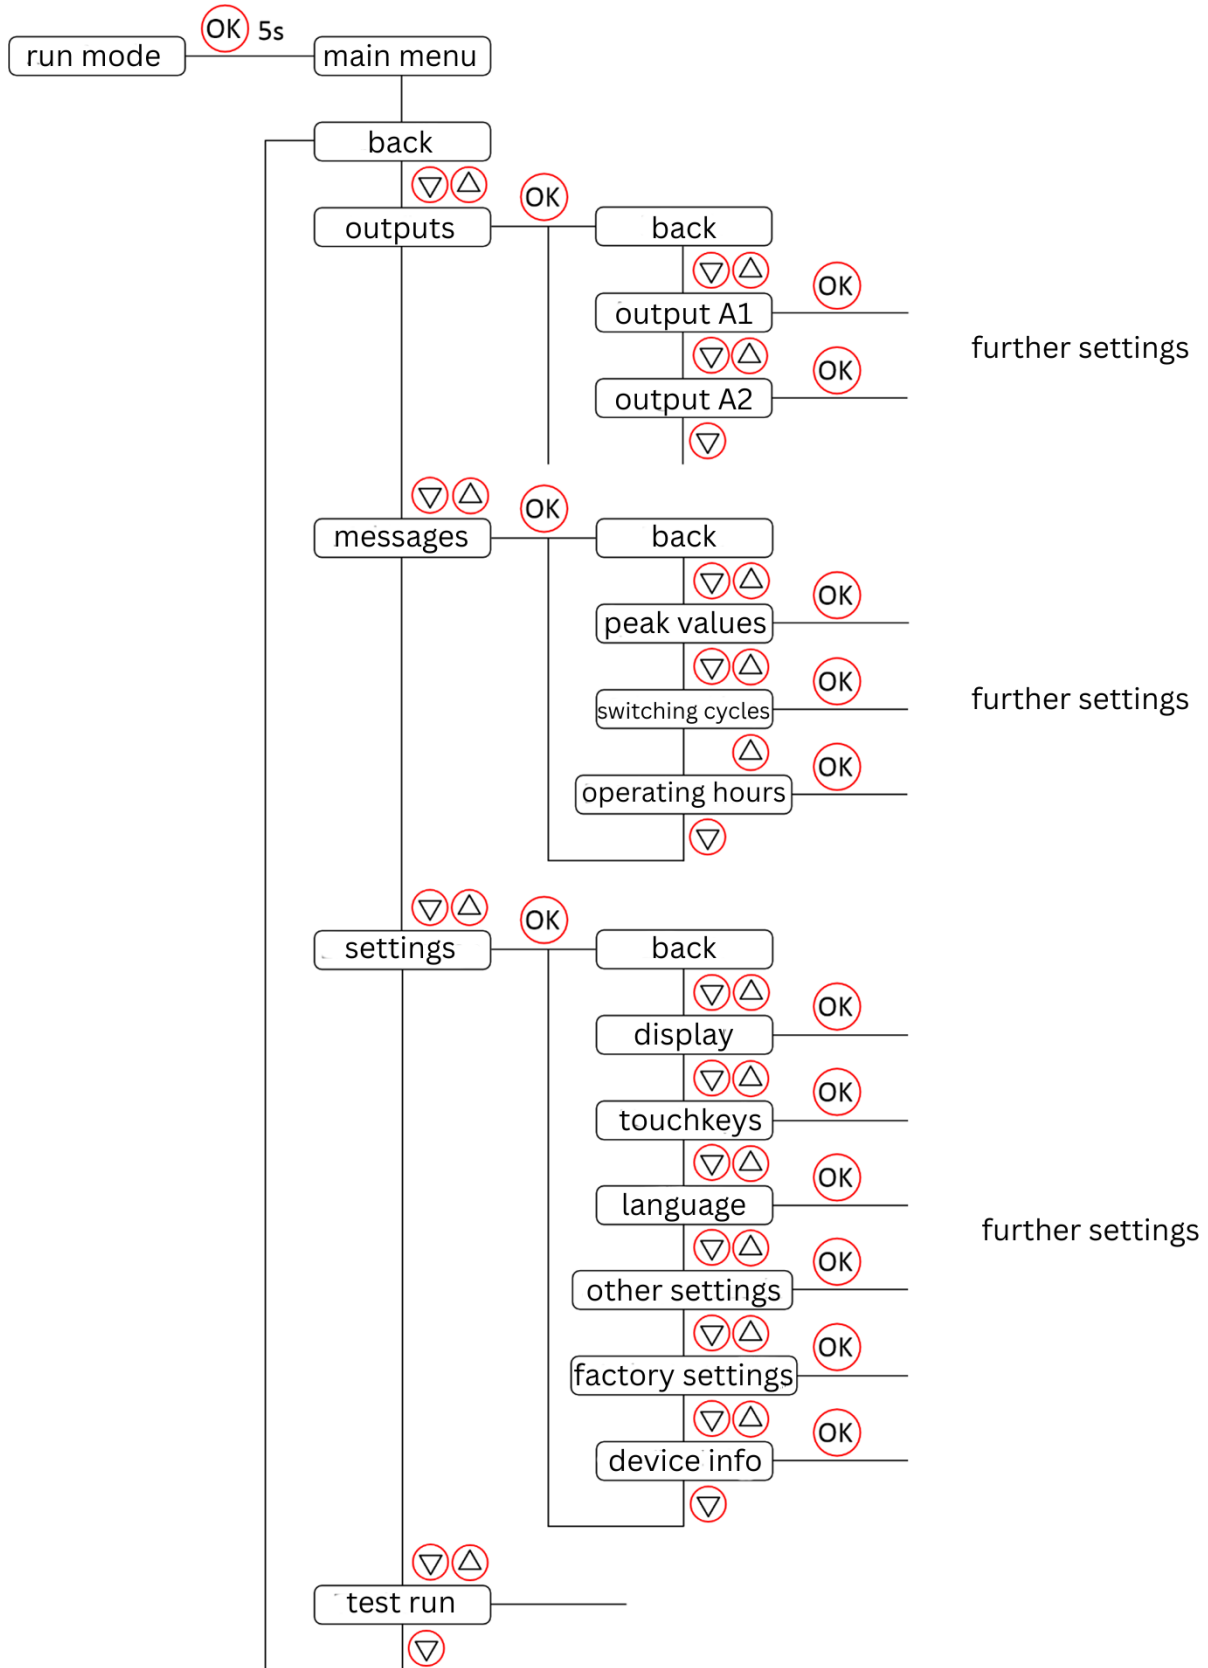 OK 5s
run mode
main menu
back
outputs
OK
back
OK
output A1
further settings
OK
output A2
messages
OK
back
OK
peak values
OK
switching cycles
further settings
OK
operating hours
settings
OK
back
OK
display
OK
touchkeys
OK
language
further settings
OK
other settings
OK
factory settings
OK
device info
test run